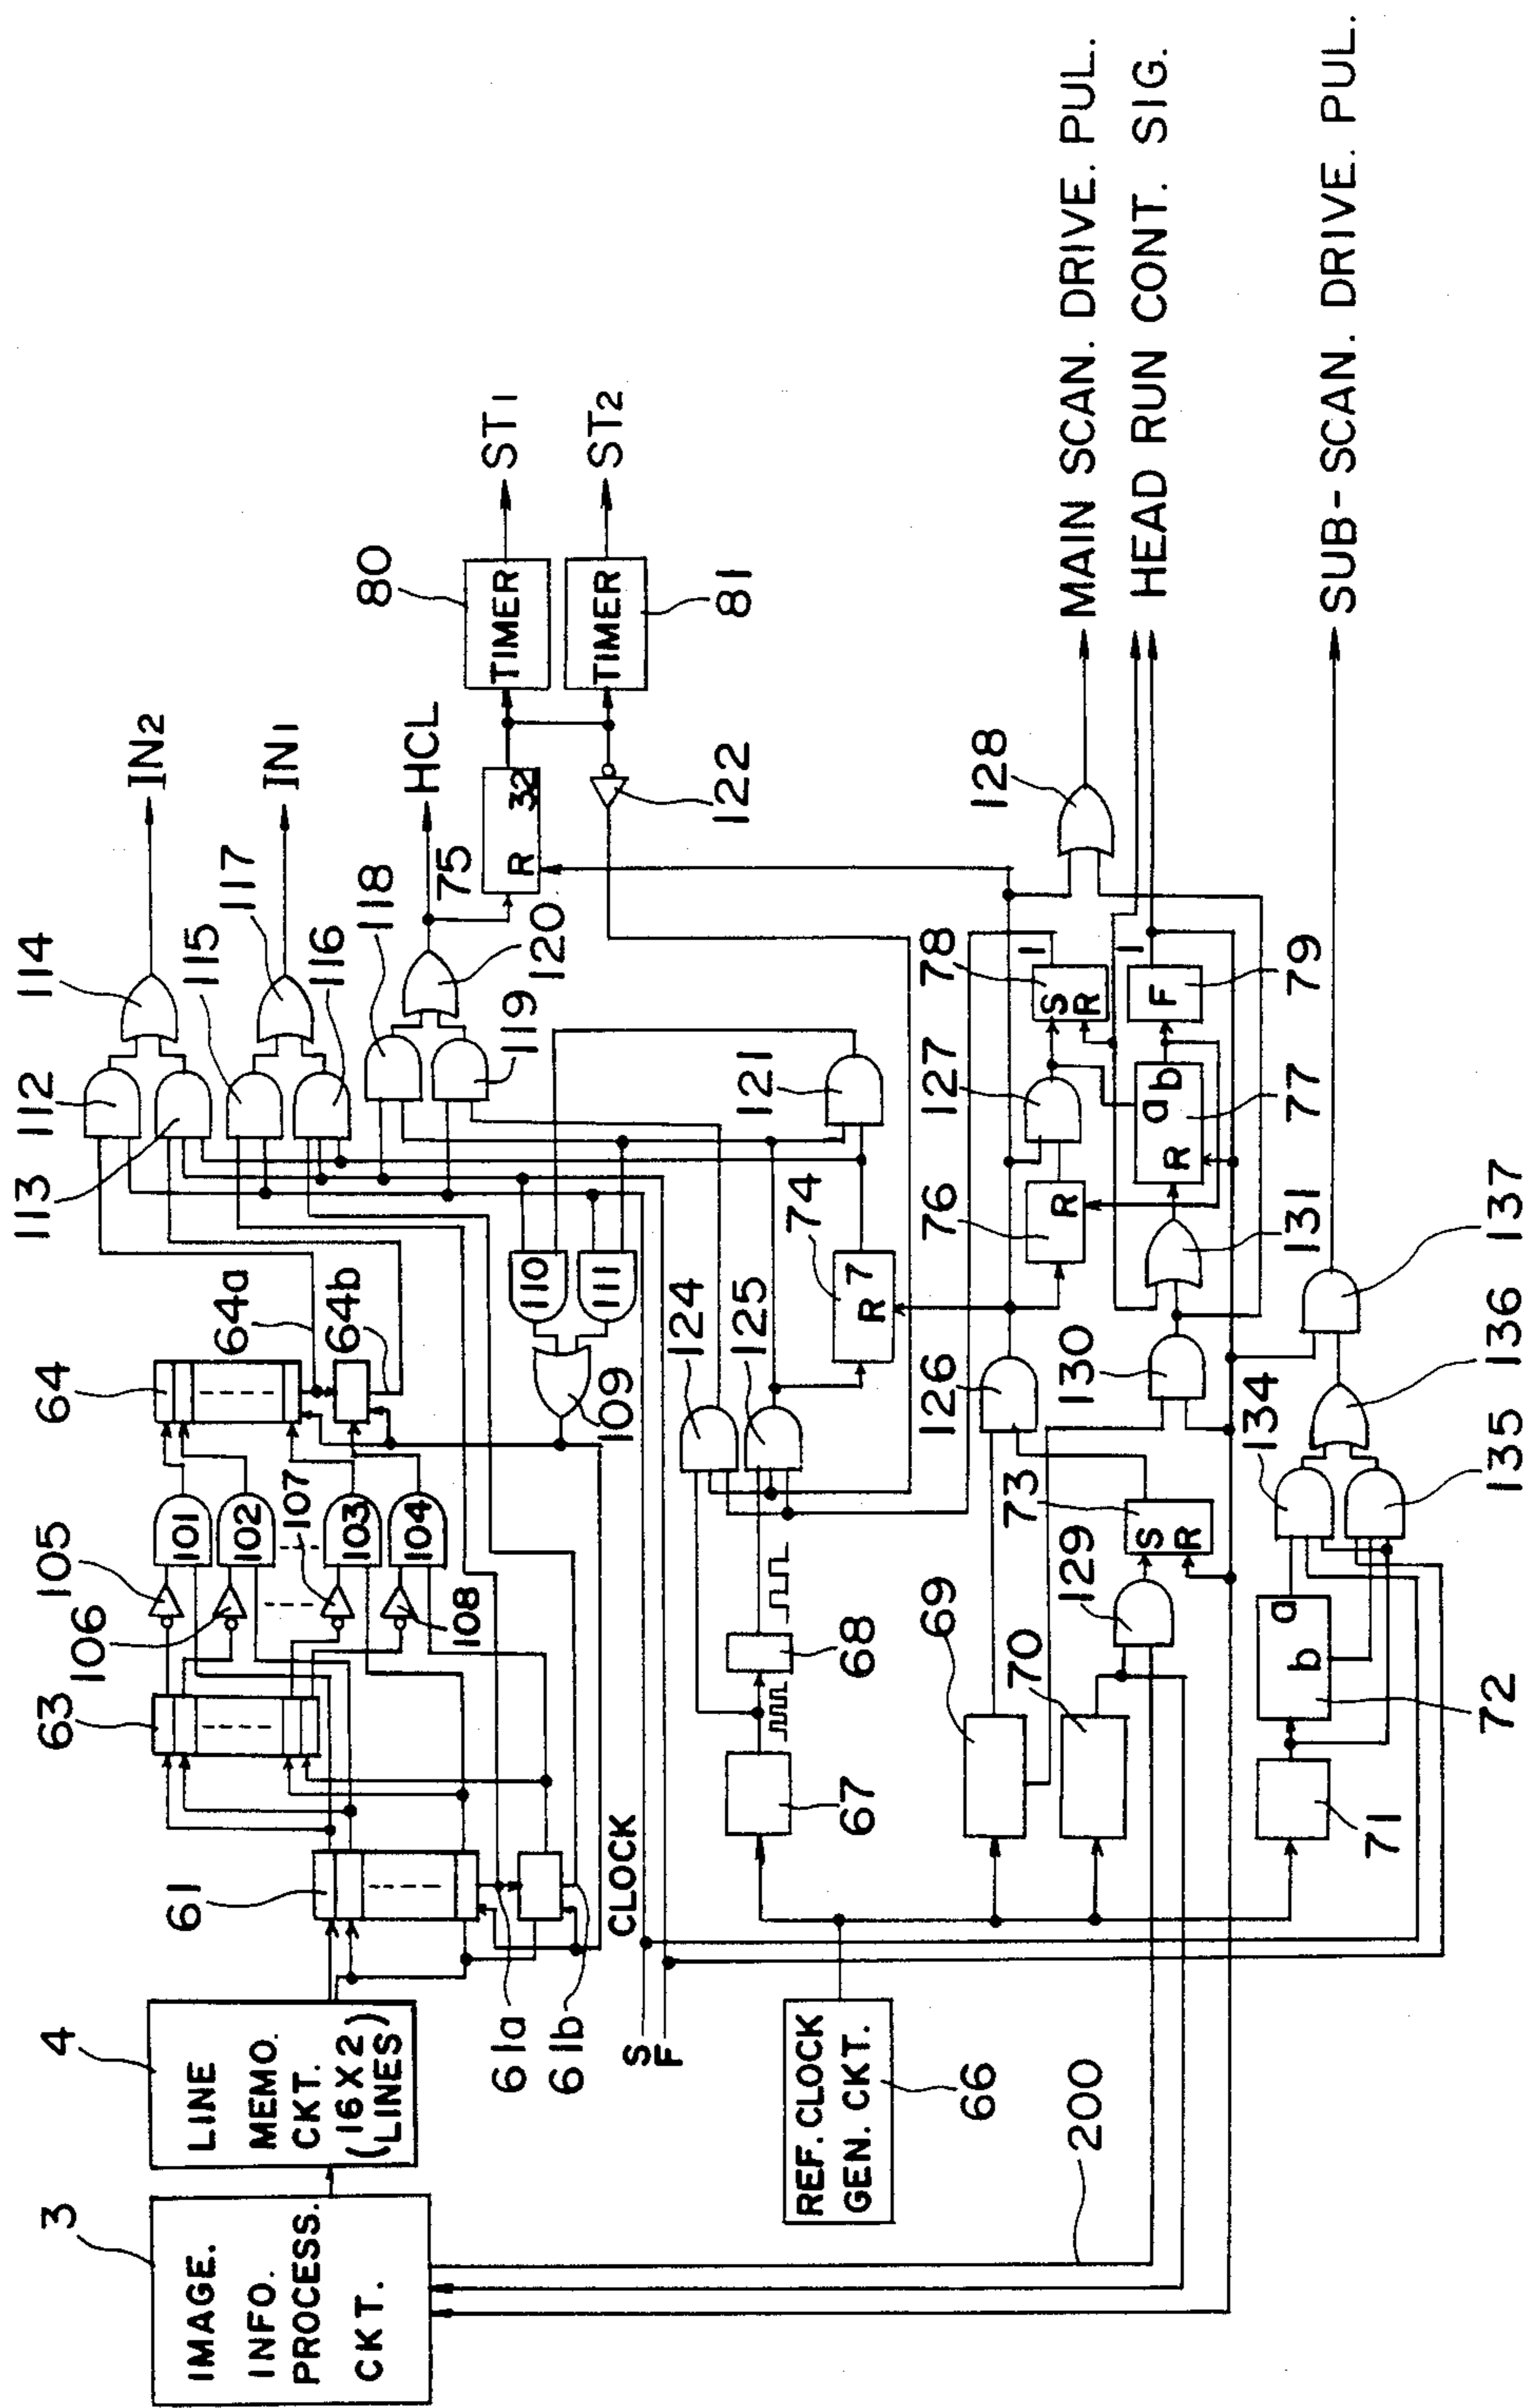 3
IMAGE.
INFO.
PROCESS.
CKT.
4
LINE
MEMO.
CKT.
(16X2)
(LINES)
61
61a
61b
63
105
106
107
108
101
102
103
104
64
64a
64b
109
110
111
112
113
114
IN2
115
116
117
IN1
118
119
120
HCL
75
R
32
80
TIMER
ST1
81
TIMER
ST2
122
121
CLOCK
S
F
REF. CLOCK
GEN. CKT.
66
67
68
124
125
74
R
7
69
70
126
76
R
127
78
S
R
1
128
MAIN SCAN. DRIVE. PUL.
HEAD RUN CONT. SIG.
77
a
b
R
79
F
1
129
73
S
R
130
131
200
71
72
a
b
134
135
136
137
SUB-SCAN. DRIVE. PUL.